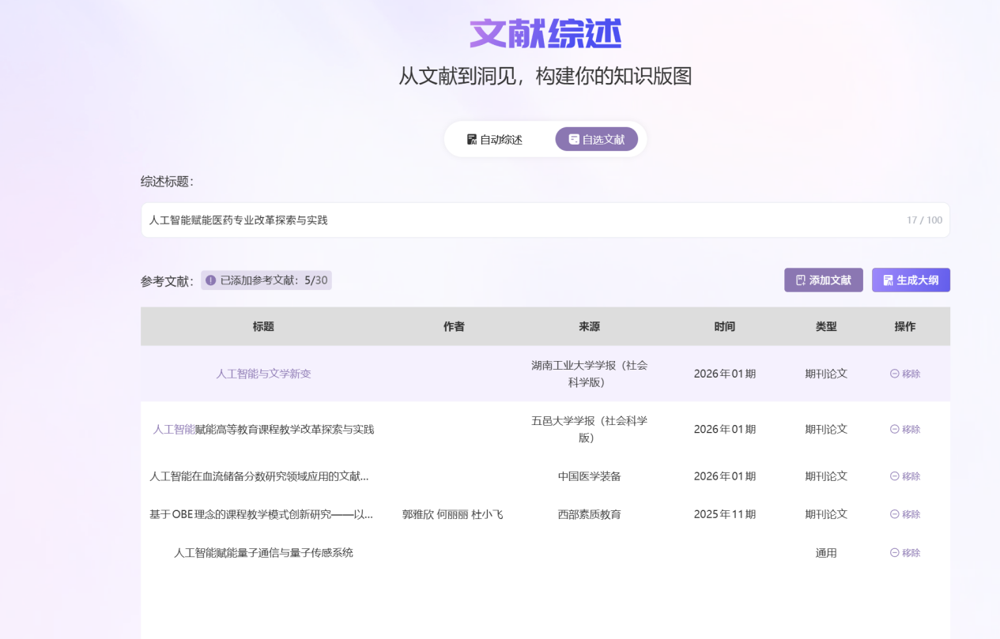 文献综述
从文献到洞见，构建你的知识版图
自动综述 自选文献
综述标题：
人工智能赋能医药专业改革探索与实践 17 / 100
参考文献： 已添加参考文献：5/30 添加文献 生成大纲
标题 作者 来源 时间 类型 操作
人工智能与文学新变 湖南工业大学学报（社会科学版） 2026年01期 期刊论文 移除
人工智能赋能高等教育课程教学改革探索与实践 五邑大学学报（社会科学版） 2026年01期 期刊论文 移除
人工智能在血流储备分数研究领域应用的文献... 中国医学装备 2026年01期 期刊论文 移除
基于OBE理念的课程教学模式创新研究——以... 郭雅欣 何丽丽 杜小飞 西部素质教育 2025年11期 期刊论文 移除
人工智能赋能量子通信与量子传感系统 通用 移除